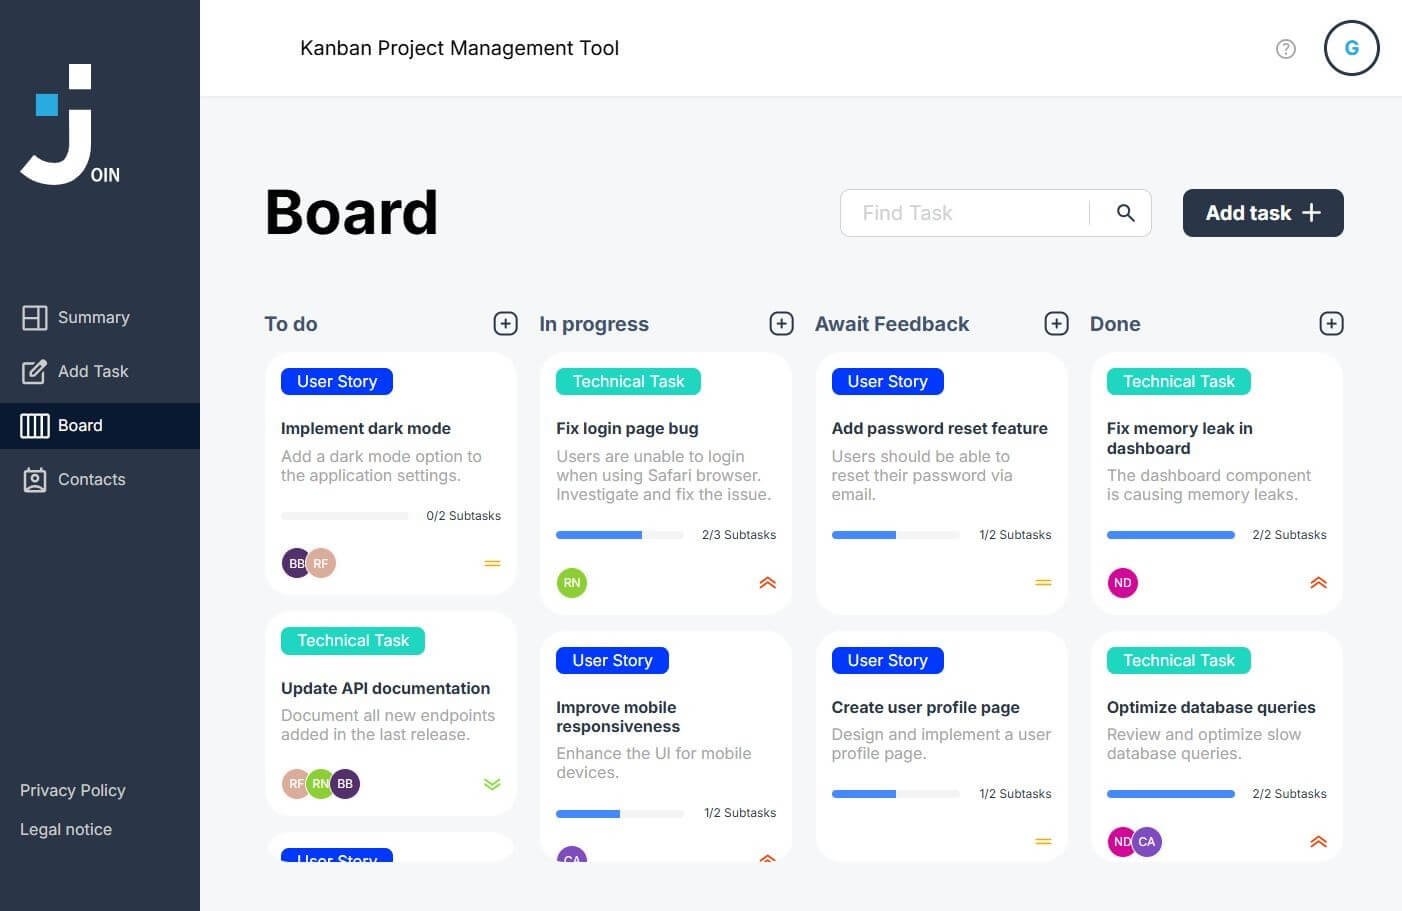 OIN
Kanban Project Management Tool
?
G
Summary
Add Task
Board
Contacts
Privacy Policy
Legal notice
Board
Find Task
Add task
To do
User Story
Implement dark mode
Add a dark mode option to
the application settings.
0/2 Subtasks
BB RF
Technical Task
Update API documentation
Document all new endpoints
added in the last release.
RF RN BB
User Story
In progress
Technical Task
Fix login page bug
Users are unable to login
when using Safari browser.
Investigate and fix the issue.
2/3 Subtasks
RN
User Story
Improve mobile
responsiveness
Enhance the UI for mobile
devices.
1/2 Subtasks
CA
Await Feedback
User Story
Add password reset feature
Users should be able to
reset their password via
email.
1/2 Subtasks
User Story
Create user profile page
Design and implement a user
profile page.
1/2 Subtasks
Done
Technical Task
Fix memory leak in
dashboard
The dashboard component
is causing memory leaks.
2/2 Subtasks
ND
Technical Task
Optimize database queries
Review and optimize slow
database queries.
2/2 Subtasks
ND CA